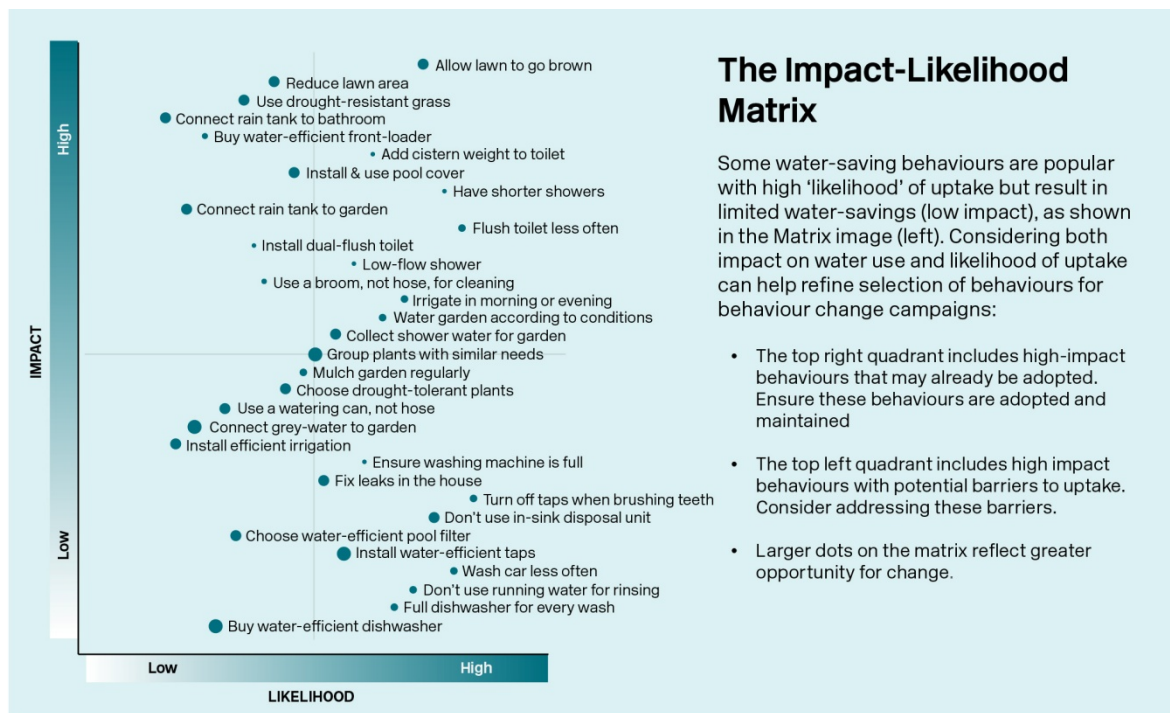 The Impact-Likelihood
Matrix
Some water-saving behaviours are popular
with high ‘likelihood’ of uptake but result in
limited water-savings (low impact), as shown
in the Matrix image (left). Considering both
impact on water use and likelihood of uptake
can help refine selection of behaviours for
behaviour change campaigns:
• The top right quadrant includes high-impact
behaviours that may already be adopted.
Ensure these behaviours are adopted and
maintained
• The top left quadrant includes high impact
behaviours with potential barriers to uptake.
Consider addressing these barriers.
• Larger dots on the matrix reflect greater
opportunity for change.
IMPACT
High
Low
Allow lawn to go brown
Reduce lawn area
Use drought-resistant grass
Connect rain tank to bathroom
Buy water-efficient front-loader
Add cistern weight to toilet
Install & use pool cover
Have shorter showers
Connect rain tank to garden
Flush toilet less often
Install dual-flush toilet
Low-flow shower
Use a broom, not hose, for cleaning
Irrigate in morning or evening
Water garden according to conditions
Collect shower water for garden
Group plants with similar needs
Mulch garden regularly
Choose drought-tolerant plants
Use a watering can, not hose
Connect grey-water to garden
Install efficient irrigation
Ensure washing machine is full
Fix leaks in the house
Turn off taps when brushing teeth
Don’t use in-sink disposal unit
Choose water-efficient pool filter
Install water-efficient taps
Wash car less often
Don’t use running water for rinsing
Full dishwasher for every wash
Buy water-efficient dishwasher
Low
High
LIKELIHOOD